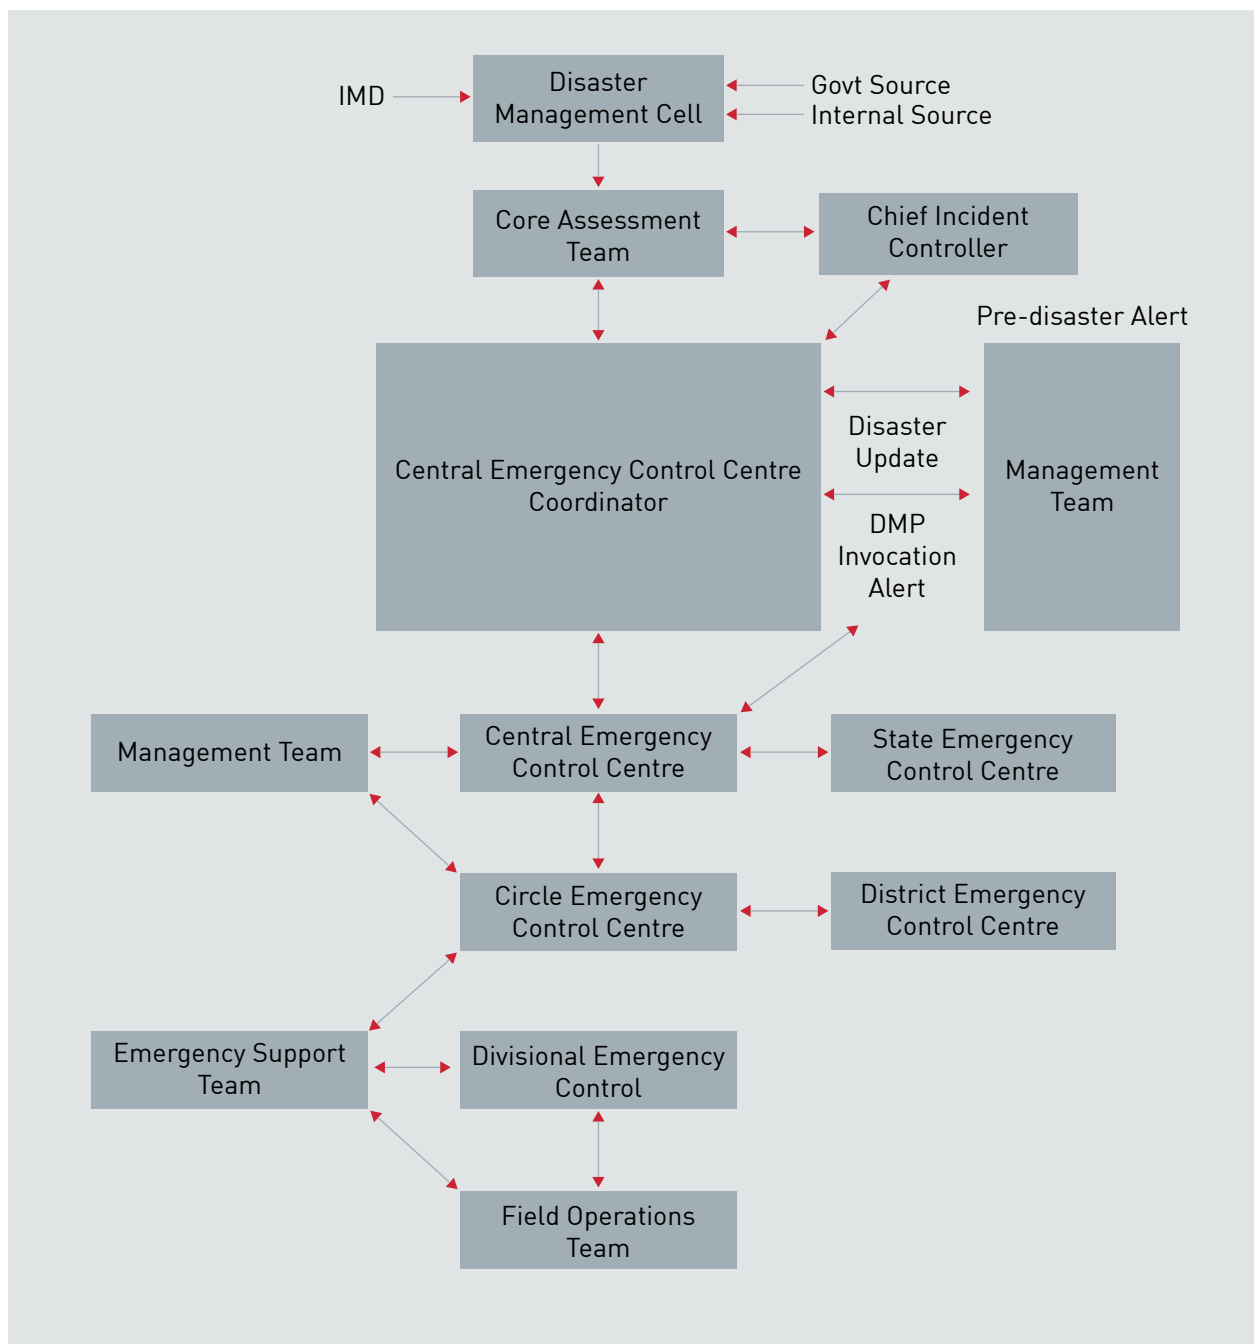 Disaster
Management Cell
IMD
Govt Source
Internal Source
Core Assessment
Team
Chief Incident
Controller
Pre-disaster Alert
Central Emergency Control Centre
Coordinator
Disaster
Update
DMP
Invocation
Alert
Management
Team
Management Team
Central Emergency
Control Centre
State Emergency
Control Centre
Circle Emergency
Control Centre
District Emergency
Control Centre
Emergency Support
Team
Divisional Emergency
Control
Field Operations
Team